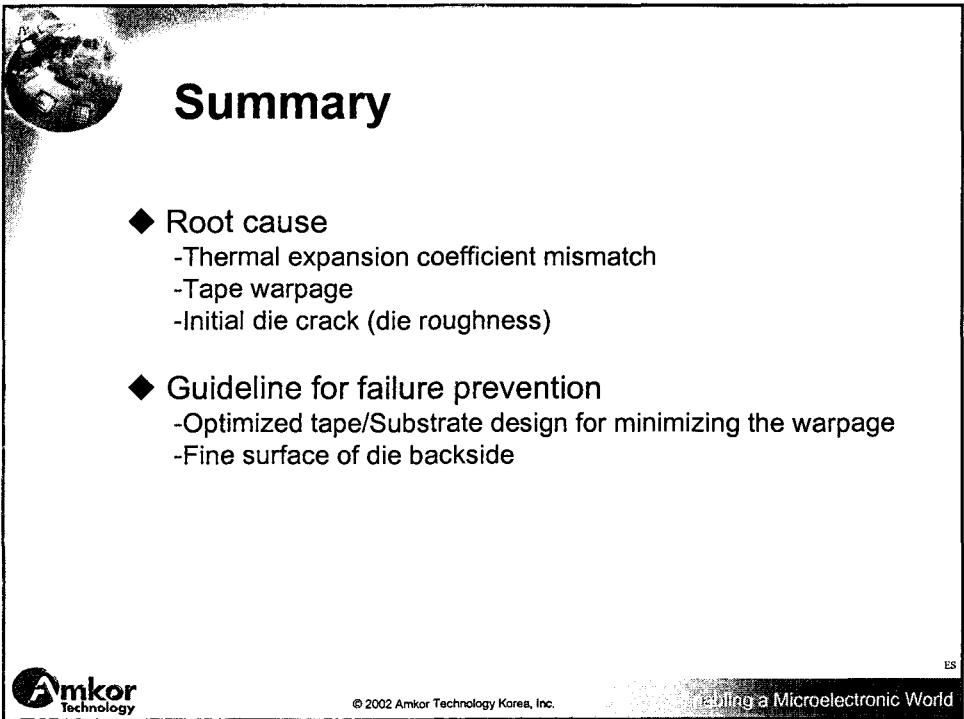 Summary
◆ Root cause
-Thermal expansion coefficient mismatch
-Tape warpage
-Initial die crack (die roughness)
◆ Guideline for failure prevention
-Optimized tape/Substrate design for minimizing the warpage
-Fine surface of die backside
ES
Amkor
Technology
© 2002 Amkor Technology Korea, Inc.
Enabling a Microelectronic World